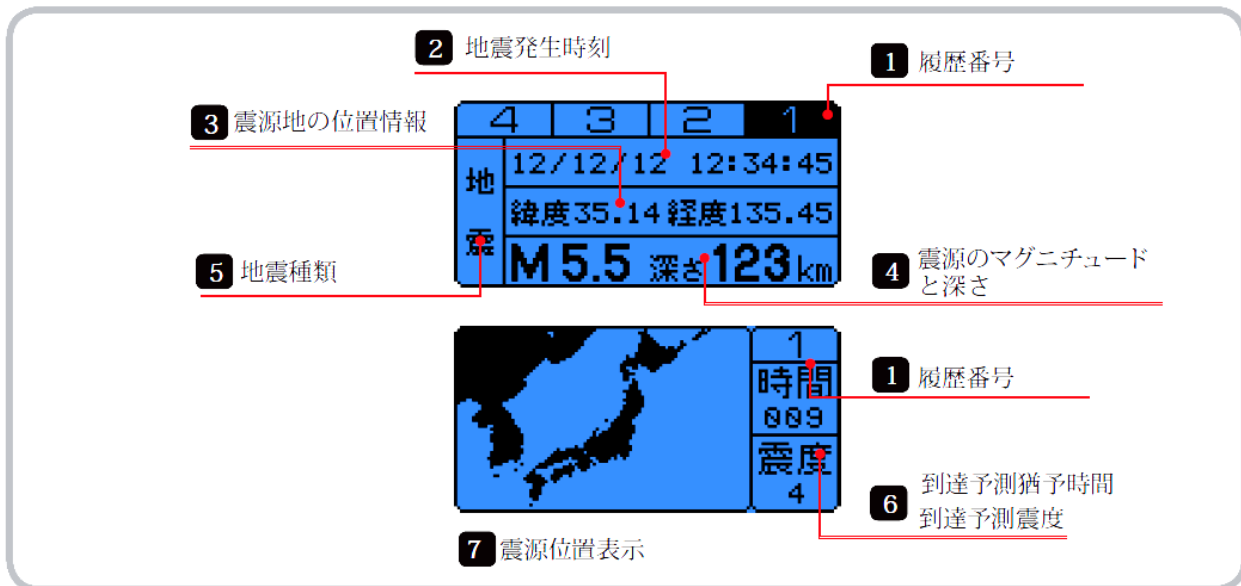 2 地震発生時刻
1 履歴番号
3 震源地の位置情報
4 3 2 1
地震
12/12/12 12:34:45
緯度35.14 経度135.45
M 5.5 深さ123km
5 地震種類
4 震源のマグニチュード
と深さ
1
時間
009
震度
4
1 履歴番号
6 到達予測猶予時間
到達予測震度
7 震源位置表示